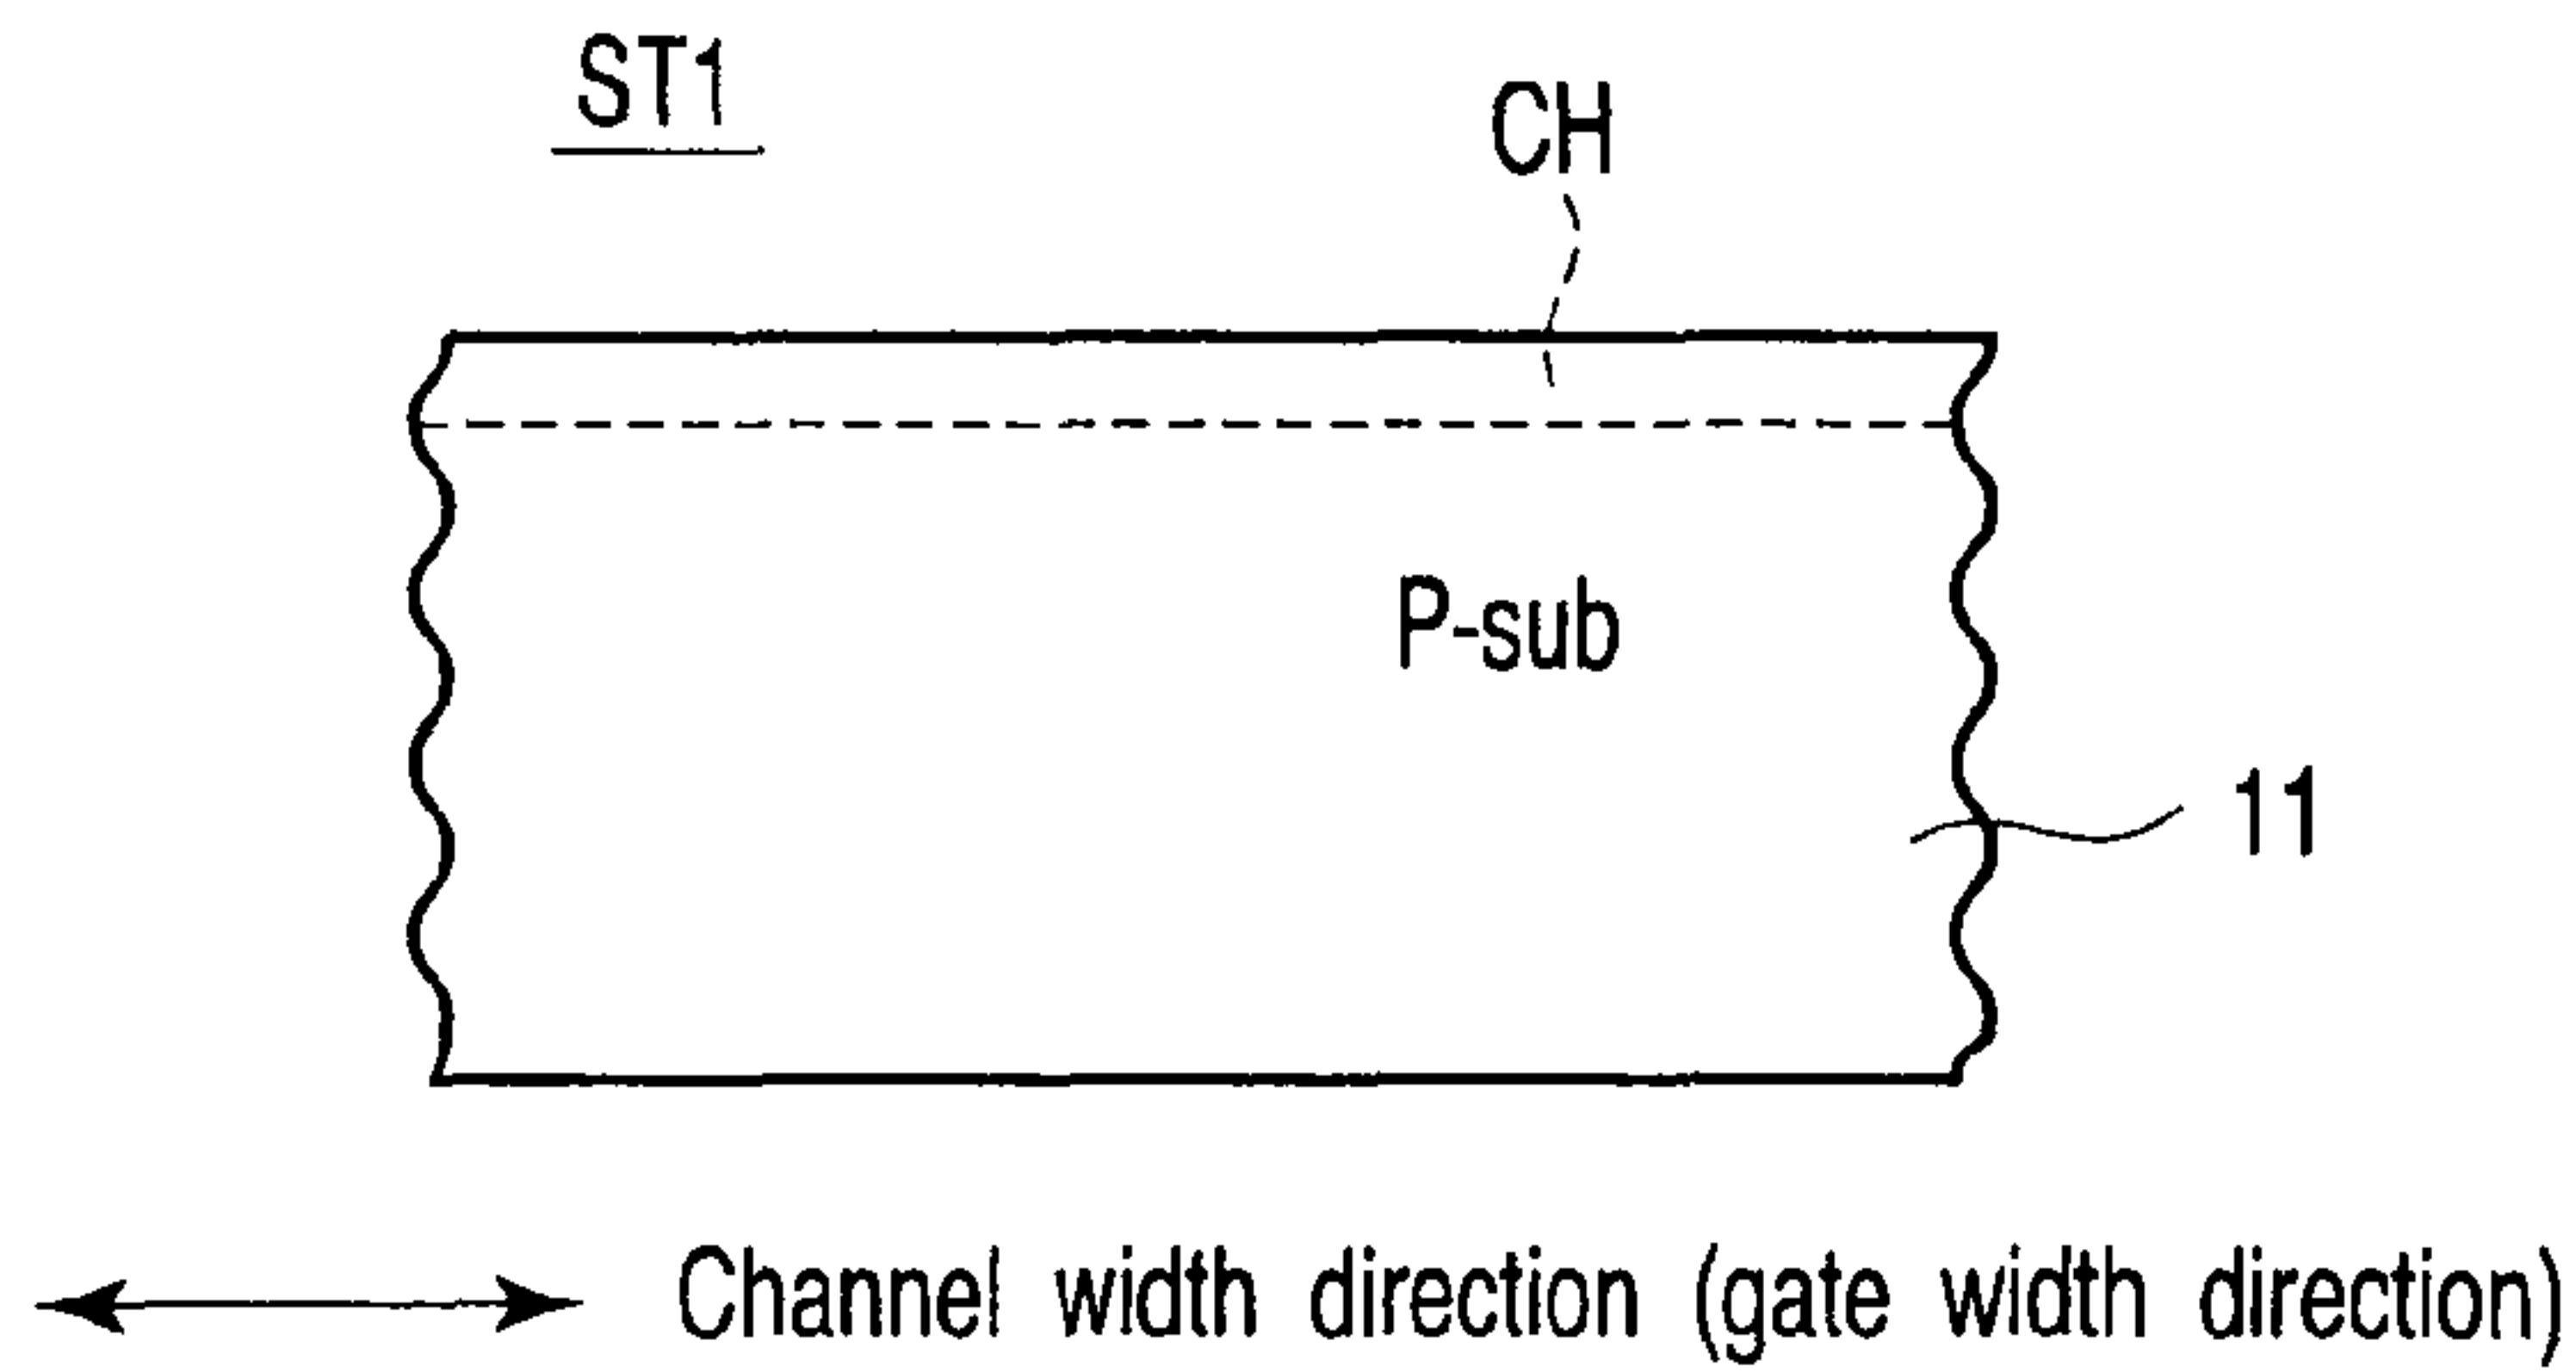 ST1
CH
P-sub
11
Channel width direction (gate width direction)